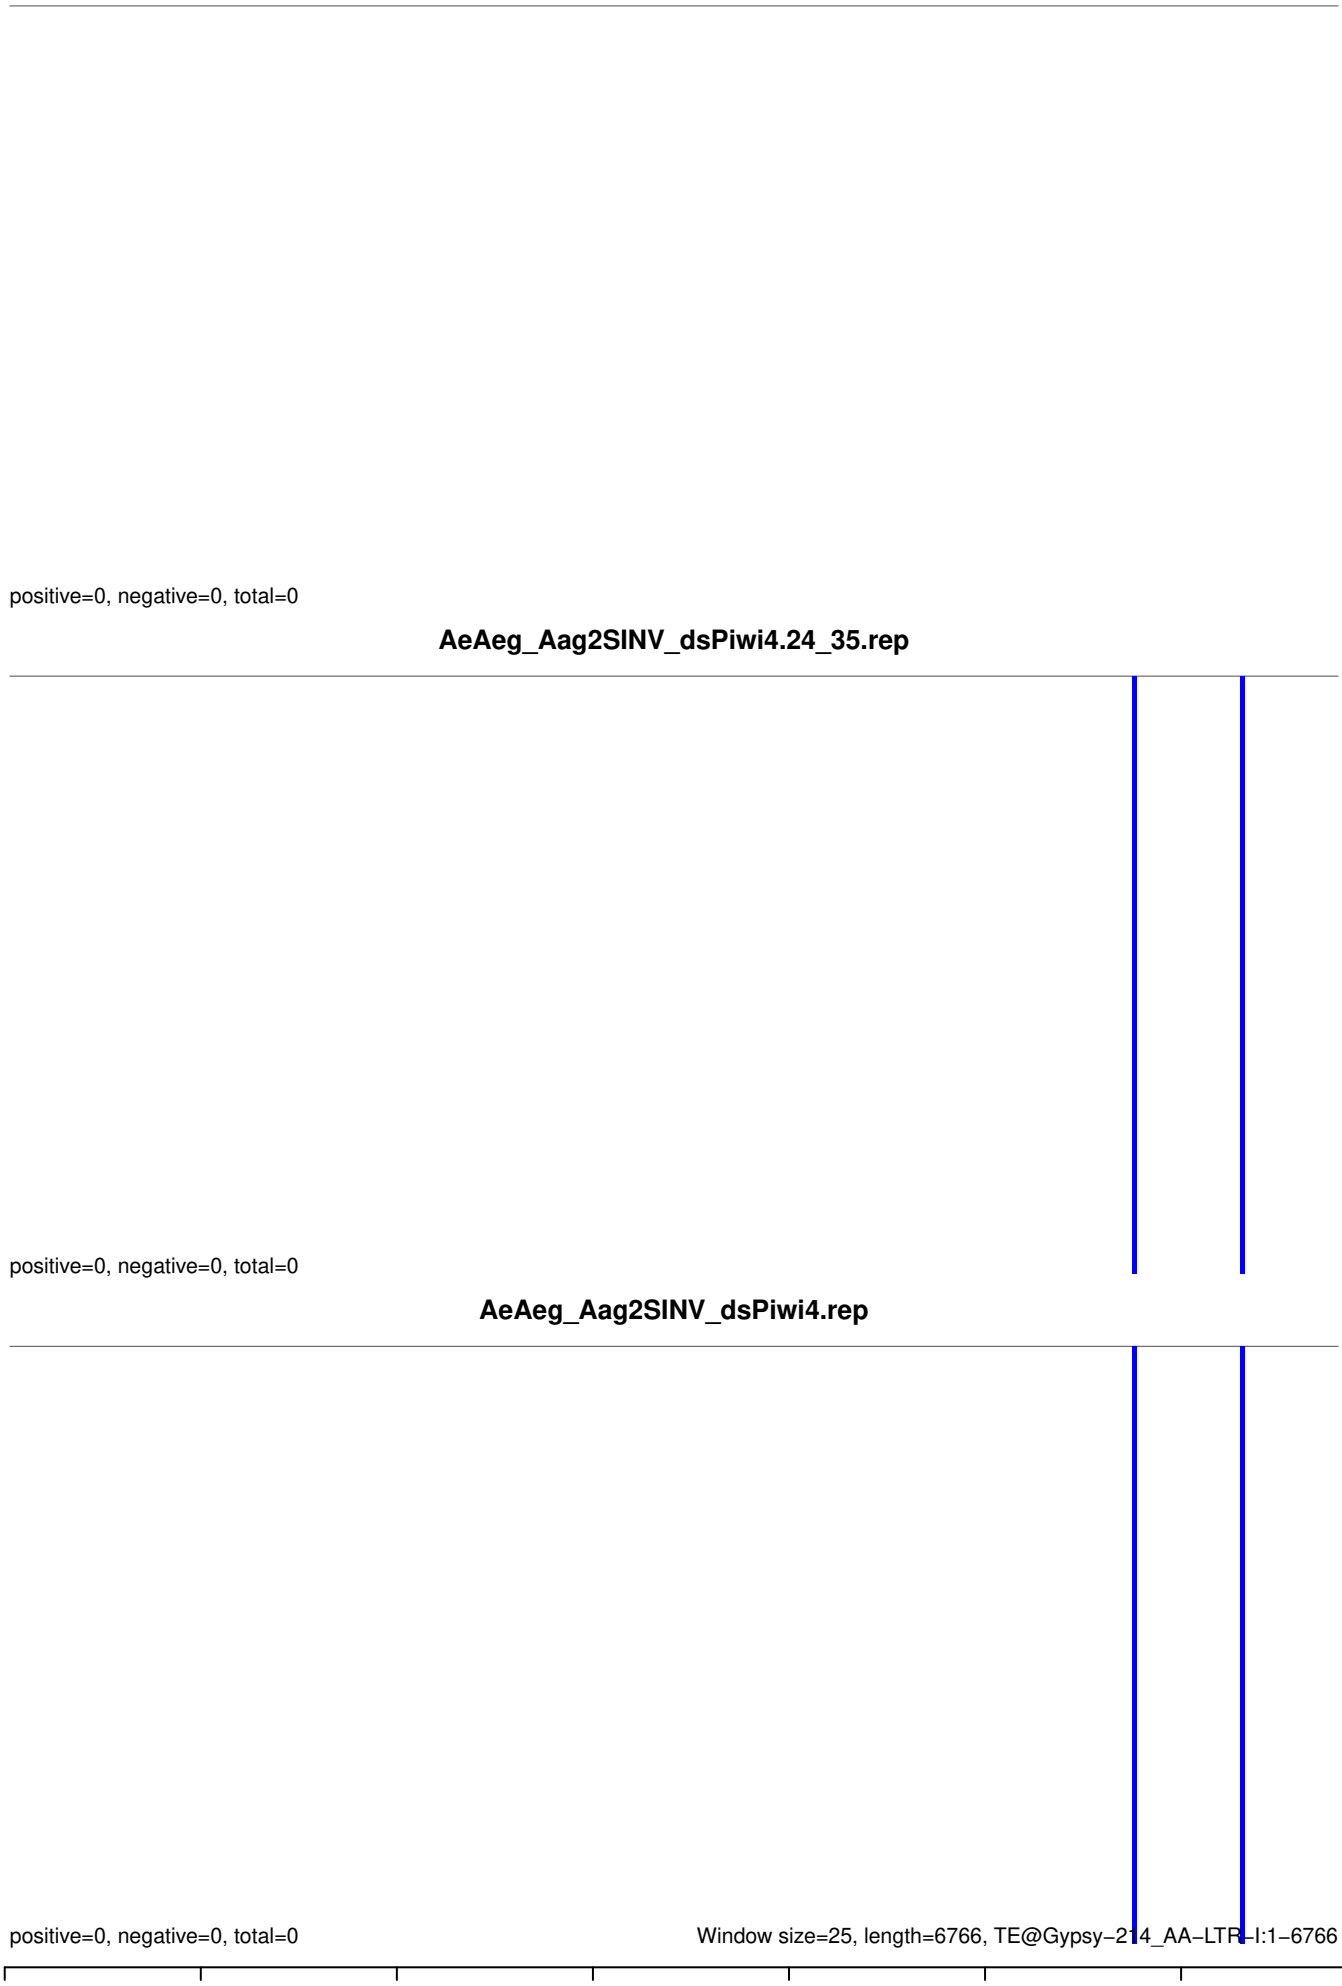 positive=0, negative=0, total=0
AeAeg_Aag2SINV_dsPiwi4.24_35.rep
positive=0, negative=0, total=0
AeAeg_Aag2SINV_dsPiwi4.rep
positive=0, negative=0, total=0
Window size=25, length=6766, TE@Gypsy−214_AA−LTR−I:1−6766